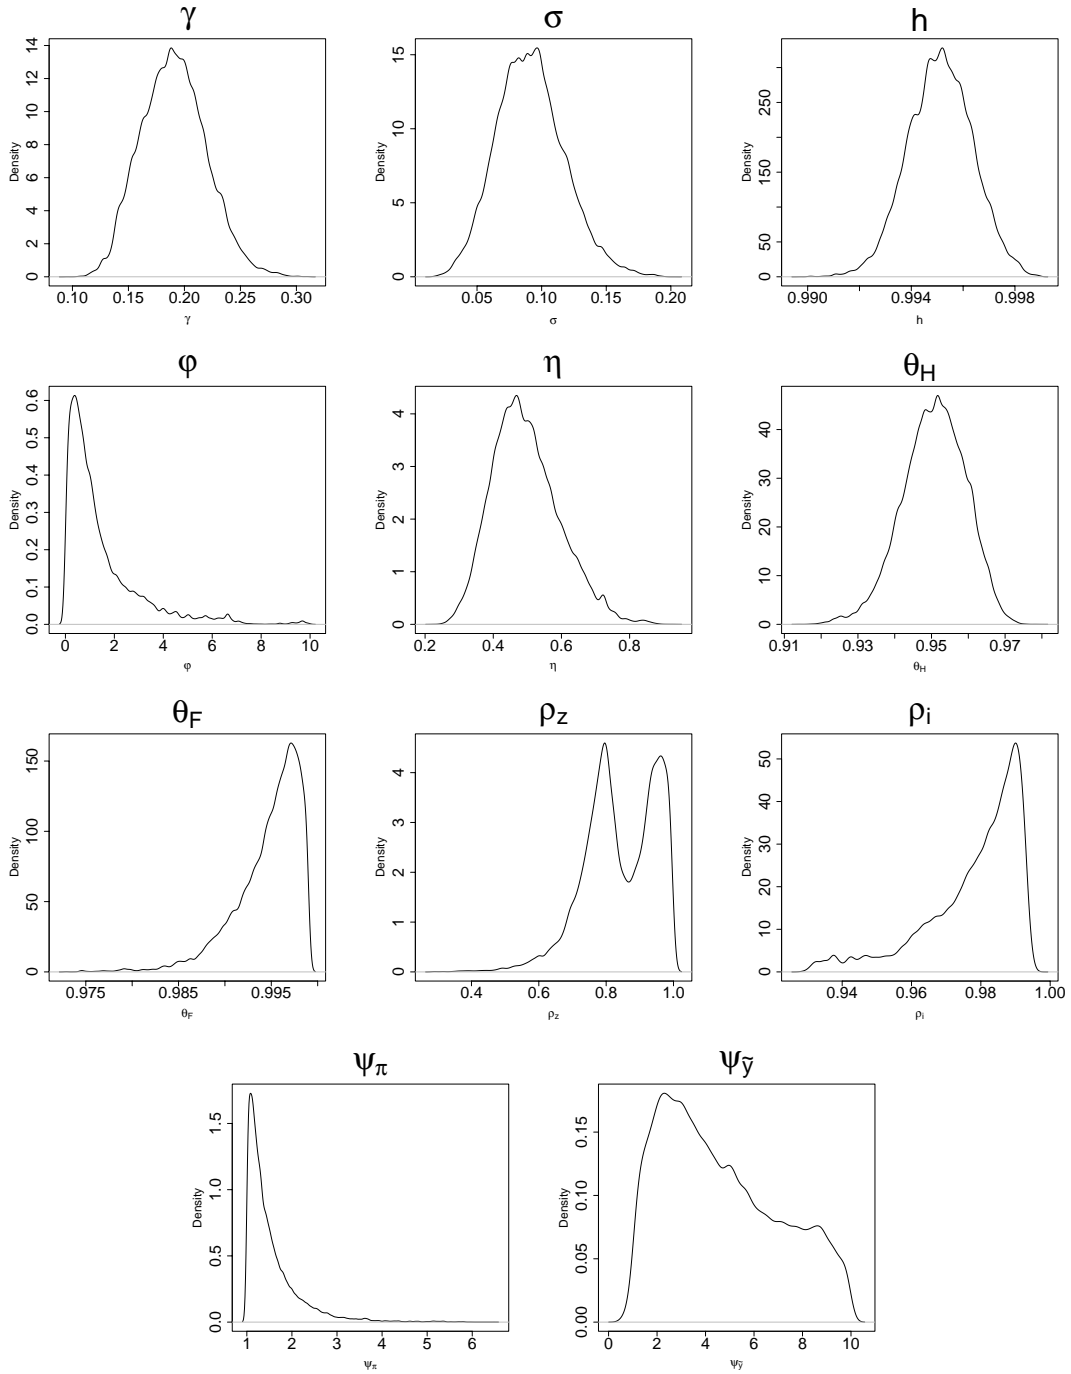 γ σ h
Density 0 2 4 6 8 10 12 14
0.10 0.15 0.20 0.25 0.30
γ
Density 0 5 10 15
0.05 0.10 0.15 0.20
σ
Density 0 50 150 250
0.990 0.994 0.998
h
φ η θH
Density 0.0 0.1 0.2 0.3 0.4 0.5 0.6
0 2 4 6 8 10
φ
Density 0 1 2 3 4
0.2 0.4 0.6 0.8
η
Density 0 10 20 30 40
0.91 0.93 0.95 0.97
θH
θF ρz ρi
Density 0 50 100 150
0.975 0.985 0.995
θF
Density 0 1 2 3 4
0.4 0.6 0.8 1.0
ρz
Density 0 10 20 30 40 50
0.94 0.96 0.98 1.00
ρi
ψπ ψỹ
Density 0.0 0.5 1.0 1.5
1 2 3 4 5 6
ψπ
Density 0.00 0.05 0.10 0.15
0 2 4 6 8 10
ψỹ